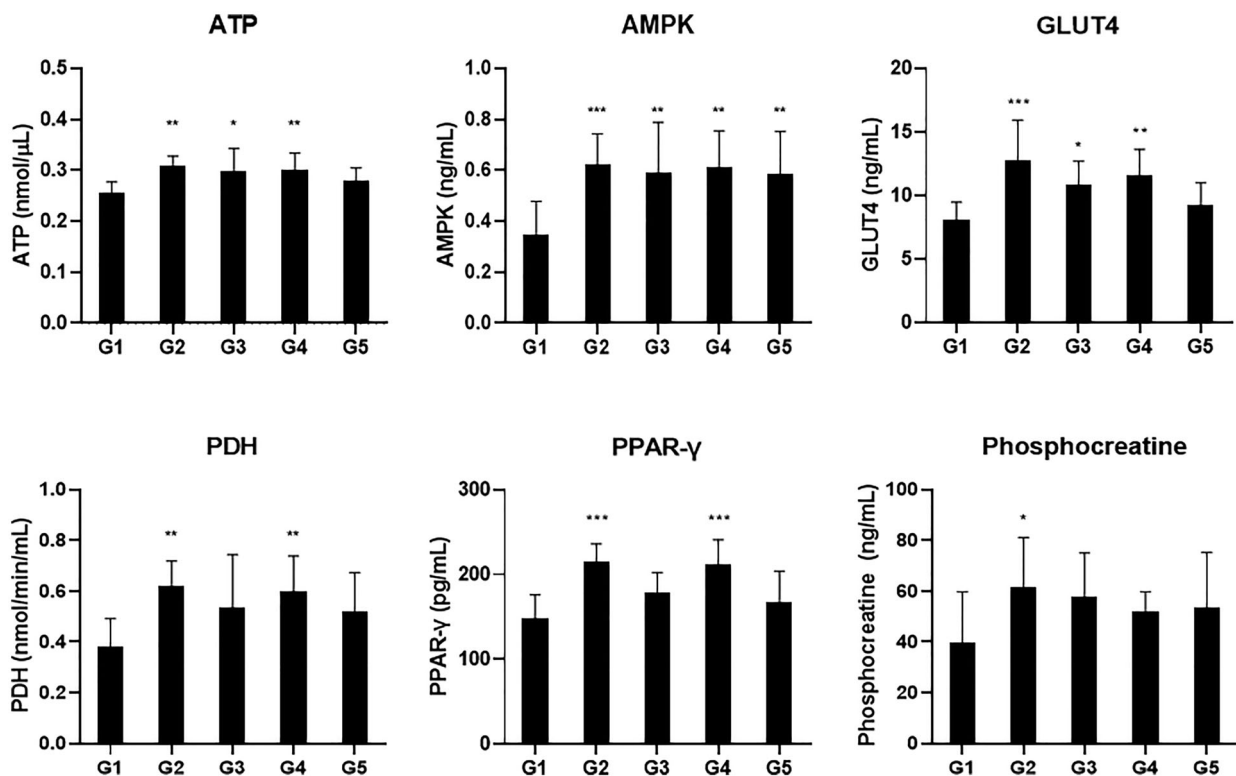 ATP
AMPK
GLUT4
ATP (nmol/μL)
0.5
0.4
0.3
0.2
0.1
0.0
** * **
G1 G2 G3 G4 G5
AMPK (ng/mL)
1.0
0.8
0.6
0.4
0.2
0.0
*** ** ** **
G1 G2 G3 G4 G5
GLUT4 (ng/mL)
20
15
10
5
0
*** * **
G1 G2 G3 G4 G5
PDH
PPAR-γ
Phosphocreatine
PDH (nmol/min/mL)
1.0
0.8
0.6
0.4
0.2
0.0
** **
G1 G2 G3 G4 G5
PPAR-γ (pg/mL)
300
200
100
0
*** ***
G1 G2 G3 G4 G5
Phosphocreatine (ng/mL)
100
80
60
40
20
0
*
G1 G2 G3 G4 G5